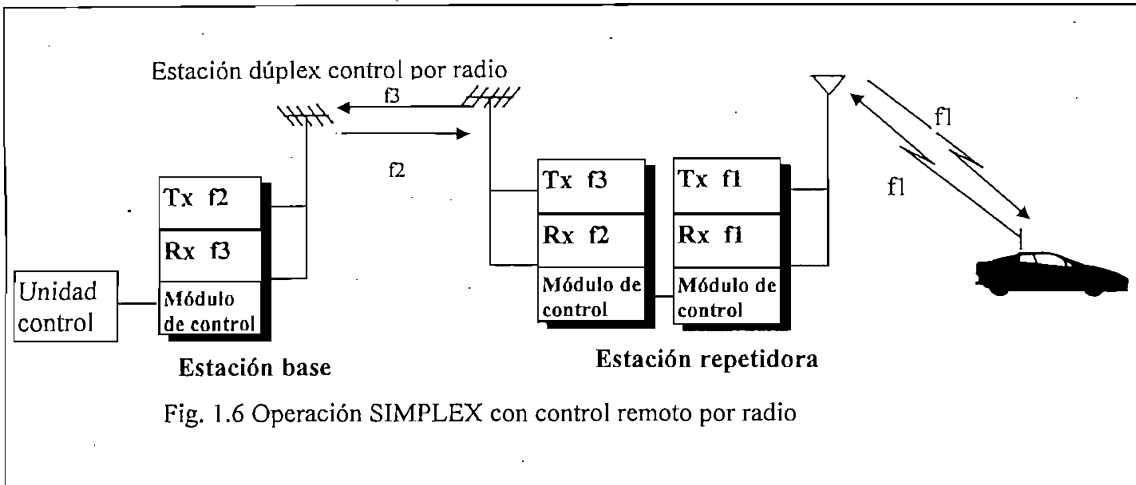 Estación dúplex control por radio
f3
f2
f1
f1
Tx f2
Rx f3
Módulo
de control
Unidad
control
Tx f3
Rx f2
Módulo de
control
Tx f1
Rx f1
Módulo de
control
Estación base
Estación repetidora
Fig. 1.6 Operación SIMPLEX con control remoto por radio